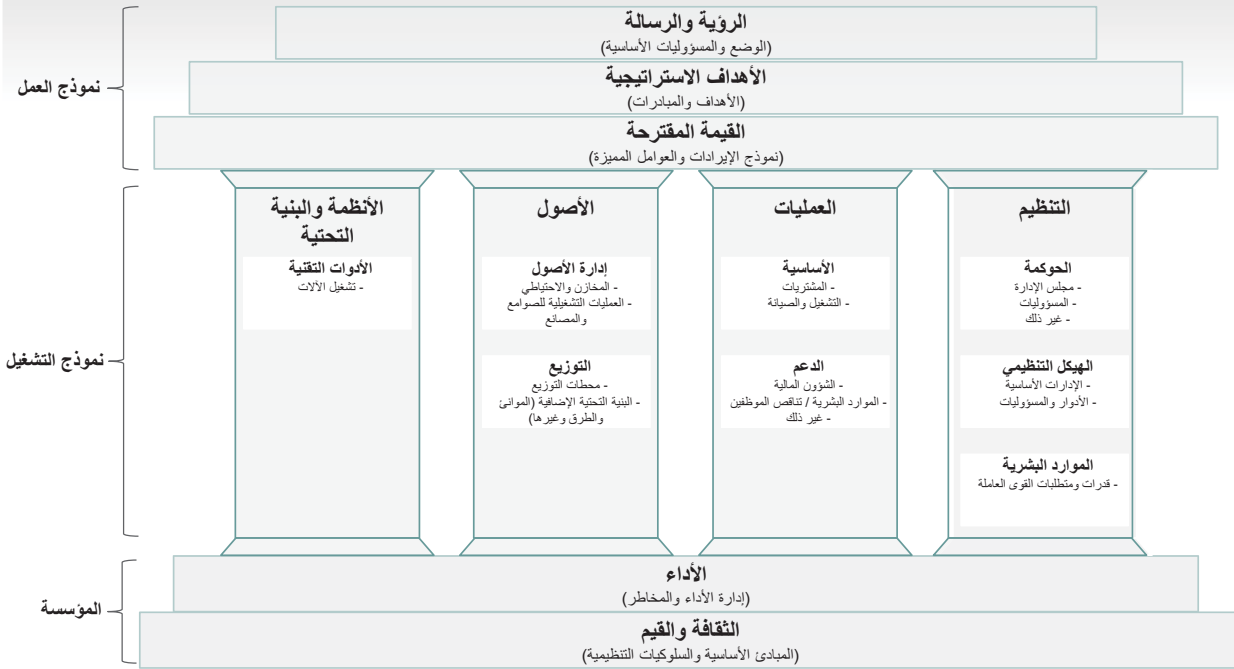 الرؤية والرسالة
(الوضع والمسؤوليات الأساسية)
الأهداف الاستراتيجية
(الأهداف والمبادرات)
القيمة المقترحة
(نموذج الإيرادات والعوامل المميزة)
نموذج العمل
التنظيم
الحوكمة
- مجلس الإدارة
- المسؤوليات
- غير ذلك
الهيكل التنظيمي
- الإدارات الأساسية
- الأدوار والمسؤوليات
الموارد البشرية
- قدرات ومتطلبات القوى العاملة
العمليات
الأساسية
- المشتريات
- التشغيل والصيانة
الدعم
- الشؤون المالية
- الموارد البشرية / تناقص الموظفين
- غير ذلك
الأصول
إدارة الأصول
- المخازن والاحتياطي
- العمليات التشغيلية للصوامع
والمصانع
التوزيع
- محطات التوزيع
- البنية التحتية الإضافية (الموانئ
والطرق وغيرها)
الأنظمة والبنية
التحتية
الأدوات التقنية
- تشغيل الآلات
نموذج التشغيل
الأداء
(إدارة الأداء والمخاطر)
الثقافة والقيم
(المبادئ الأساسية والسلوكيات التنظيمية)
المؤسسة